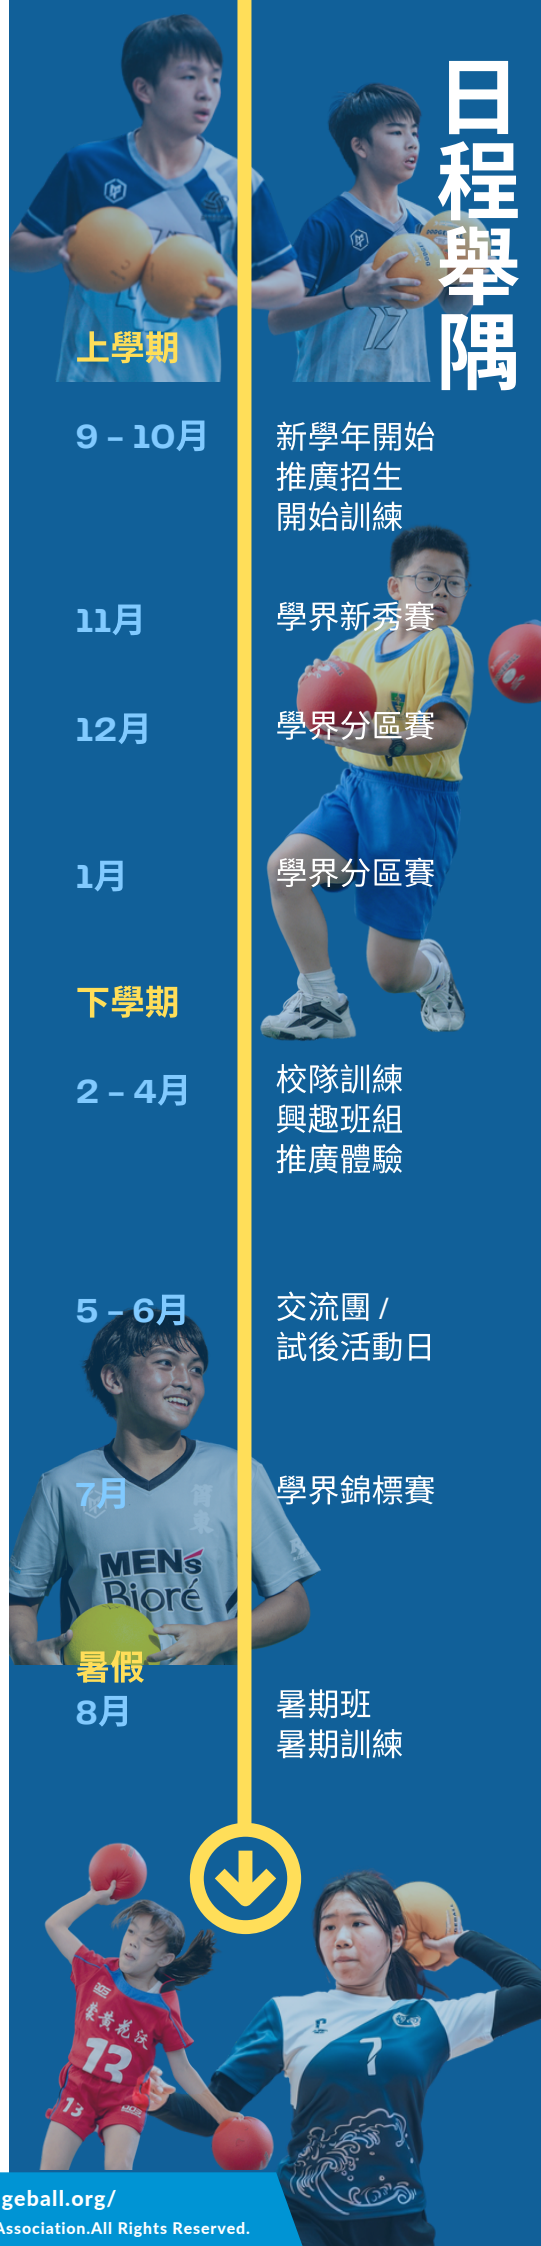 日程舉隅
上學期
9 – 10月
新學年開始
推廣招生
開始訓練
11月
學界新秀賽
12月
學界分區賽
1月
學界分區賽
下學期
2 – 4月
校隊訓練
興趣班組
推廣體驗
5 – 6月
交流團 /
試後活動日
7月
學界錦標賽
MEN's
Bioré
暑假
8月
暑期班
暑期訓練
13
13
7
geball.org/
Association.All Rights Reserved.